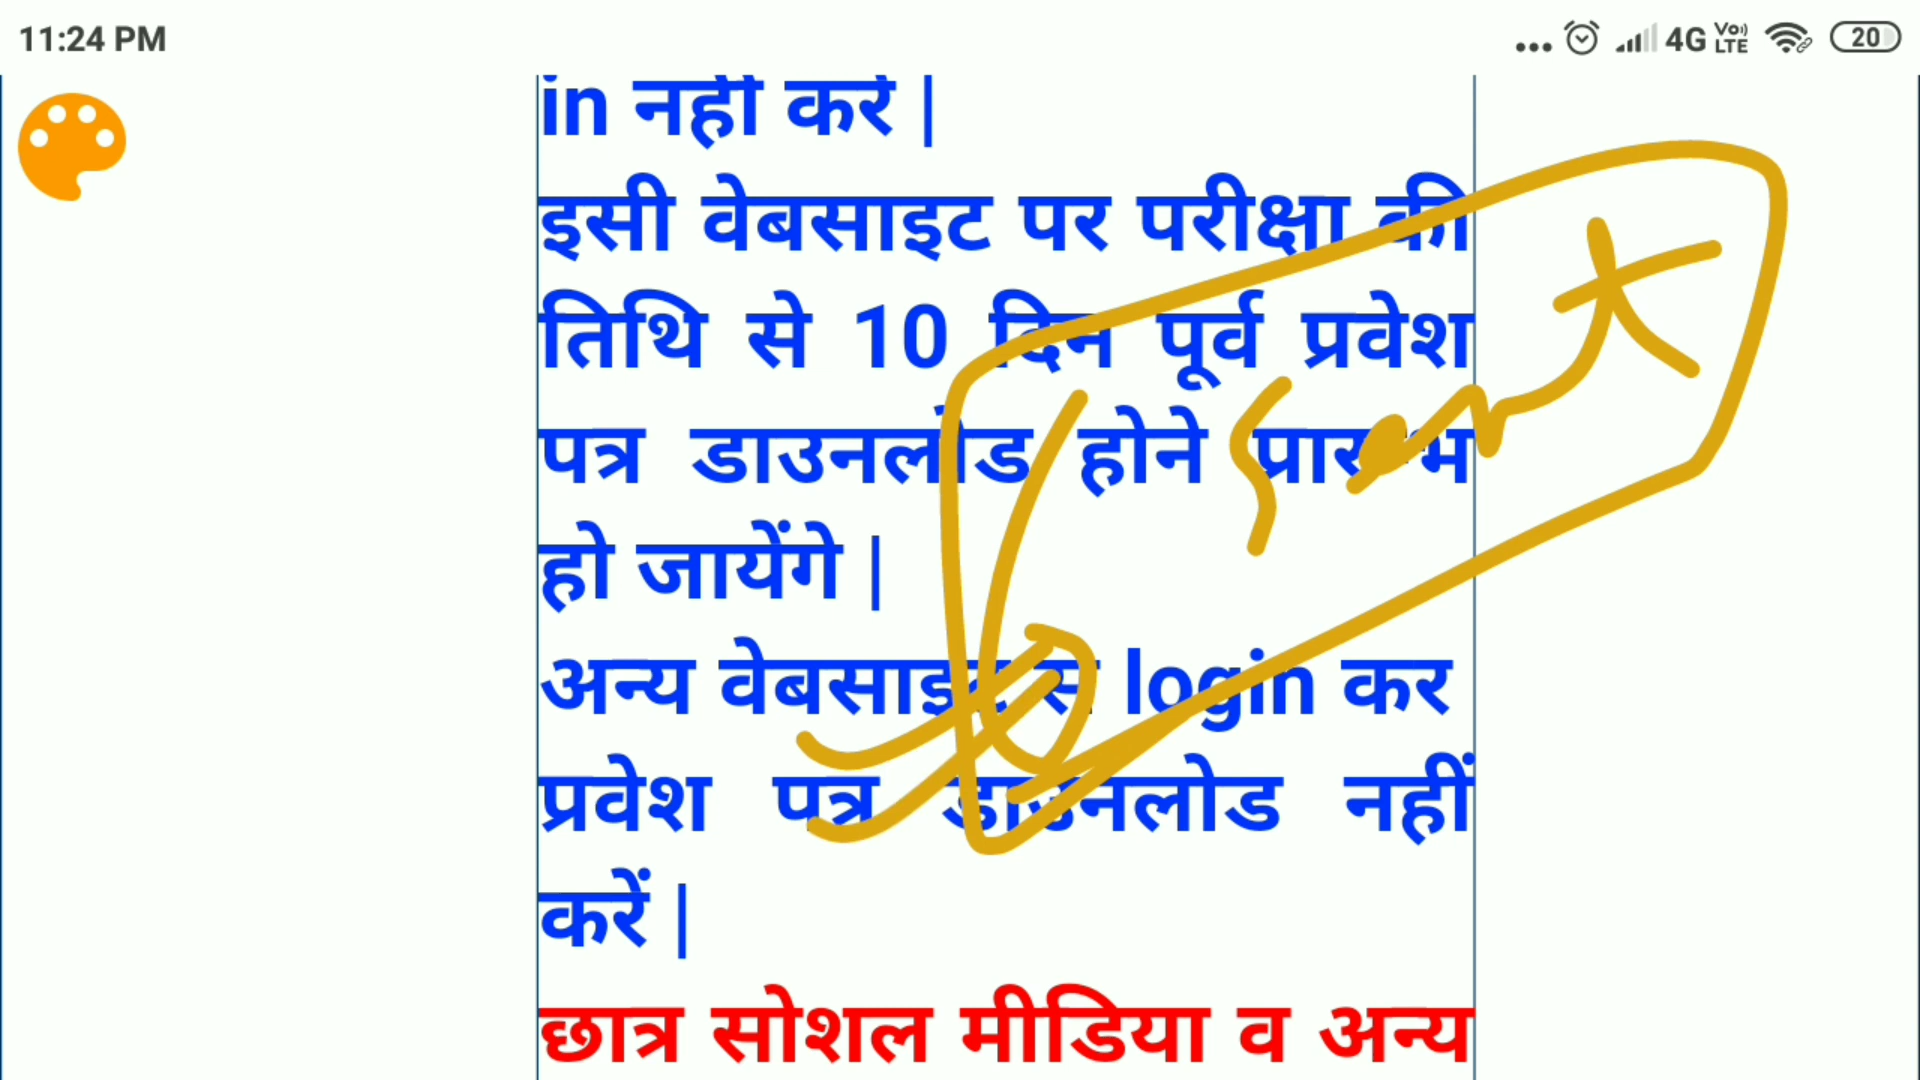 11:24 PM
4G VoLTE 20
in नहीं करें |
इसी वेबसाइट पर परीक्षा की
तिथि से 10 दिन पूर्व प्रवेश
पत्र डाउनलोड होने प्रारम्भ
हो जायेंगे |
अन्य वेबसाइट से login कर
प्रवेश पत्र डाउनलोड नहीं
करें |
छात्र सोशल मीडिया व अन्य